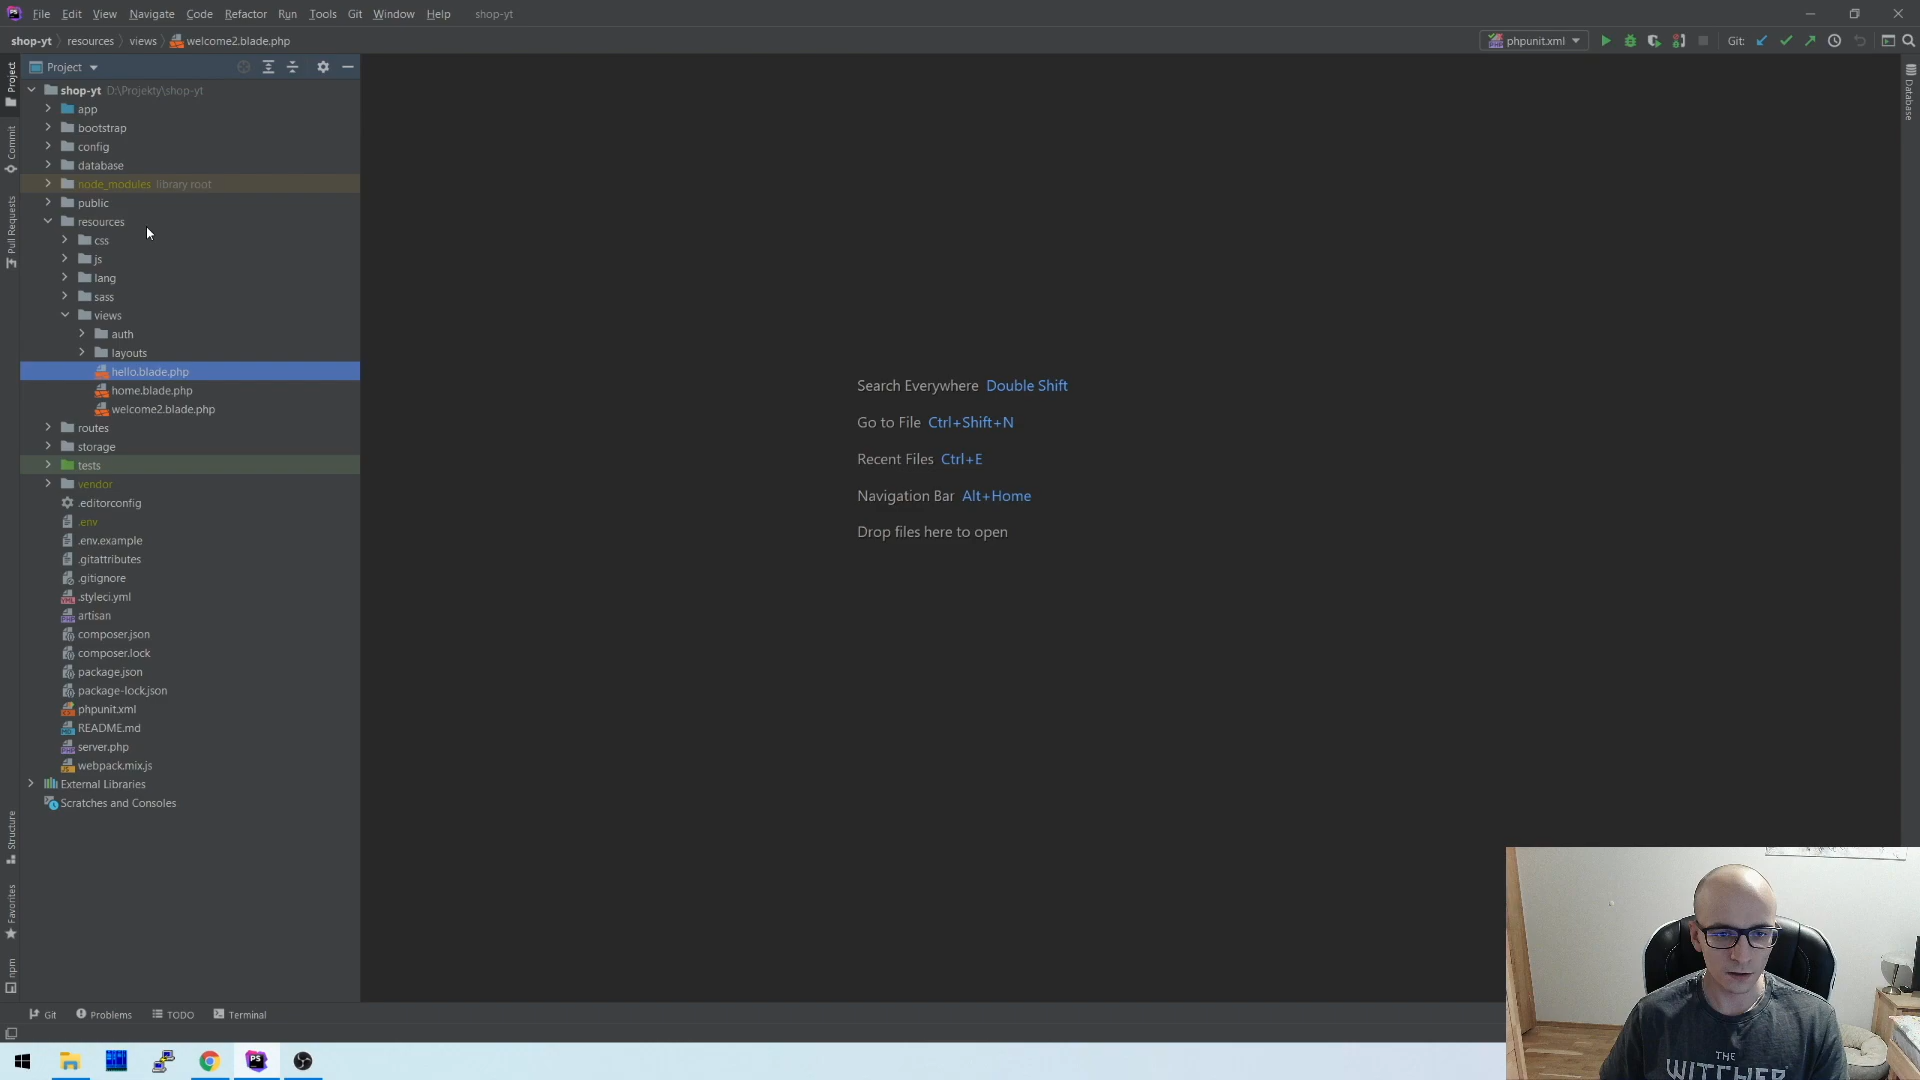 File Edit View Navigate Code Refactor Run Tools Git Window Help shop-yt
shop-yt resources views welcome2.blade.php
phpunit.xml Git:
Project
shop-yt D:\Projekty\shop-yt
app
bootstrap
config
database
node_modules library root
public
resources
css
js
lang
sass
views
auth
layouts
hello.blade.php
home.blade.php
welcome2.blade.php
routes
storage
tests
vendor
.editorconfig
.env
.env.example
.gitattributes
.gitignore
.styleci.yml
artisan
composer.json
composer.lock
package.json
package-lock.json
phpunit.xml
README.md
server.php
webpack.mix.js
External Libraries
Scratches and Consoles
Project
Commit
Pull Requests
Structure
Favorites
npm
Search Everywhere Double Shift
Go to File Ctrl+Shift+N
Recent Files Ctrl+E
Navigation Bar Alt+Home
Drop files here to open
Database
Git Problems TODO Terminal
PS
THE
WITCHER